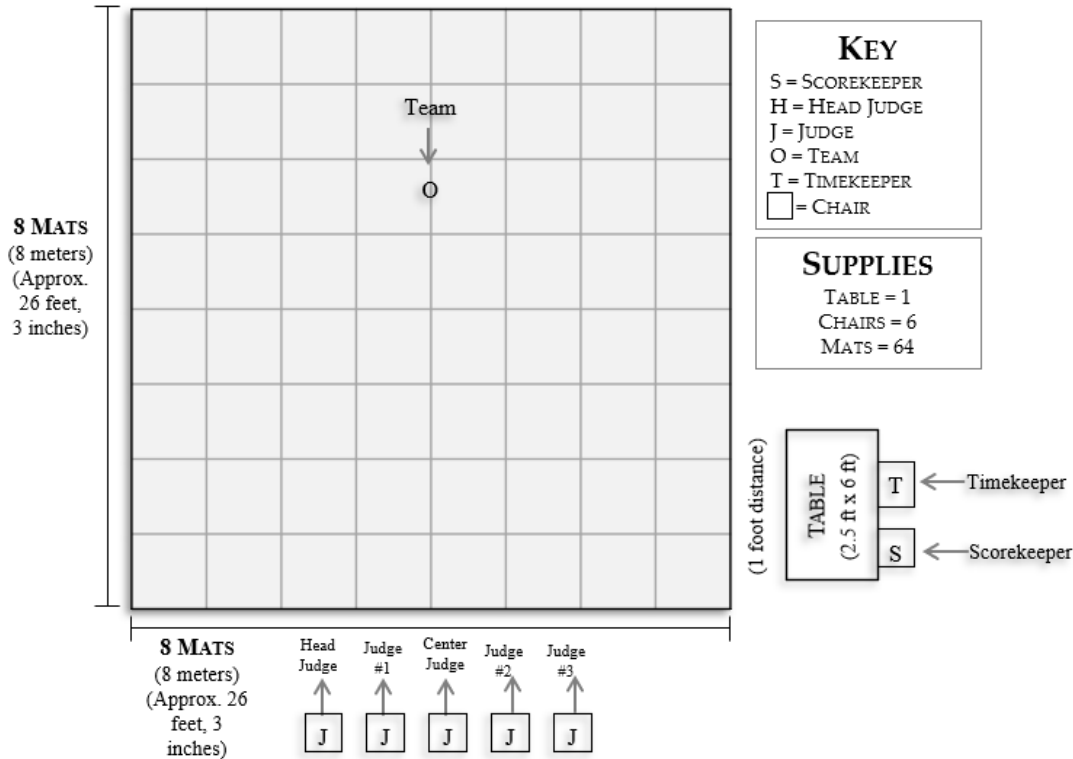 Team
O
8 MATS
(8 meters)
(Approx.
26 feet,
3 inches)
KEY
S = SCOREKEEPER
H = HEAD JUDGE
J = JUDGE
O = TEAM
T = TIMEKEEPER
= CHAIR
SUPPLIES
TABLE = 1
CHAIRS = 6
MATS = 64
(1 foot distance)
TABLE
(2.5 ft x 6 ft)
T
Timekeeper
S
Scorekeeper
8 MATS
(8 meters)
(Approx. 26
feet, 3
inches)
Head
Judge
Judge
#1
Center
Judge
Judge
#2
Judge
#3
J
J
J
J
J